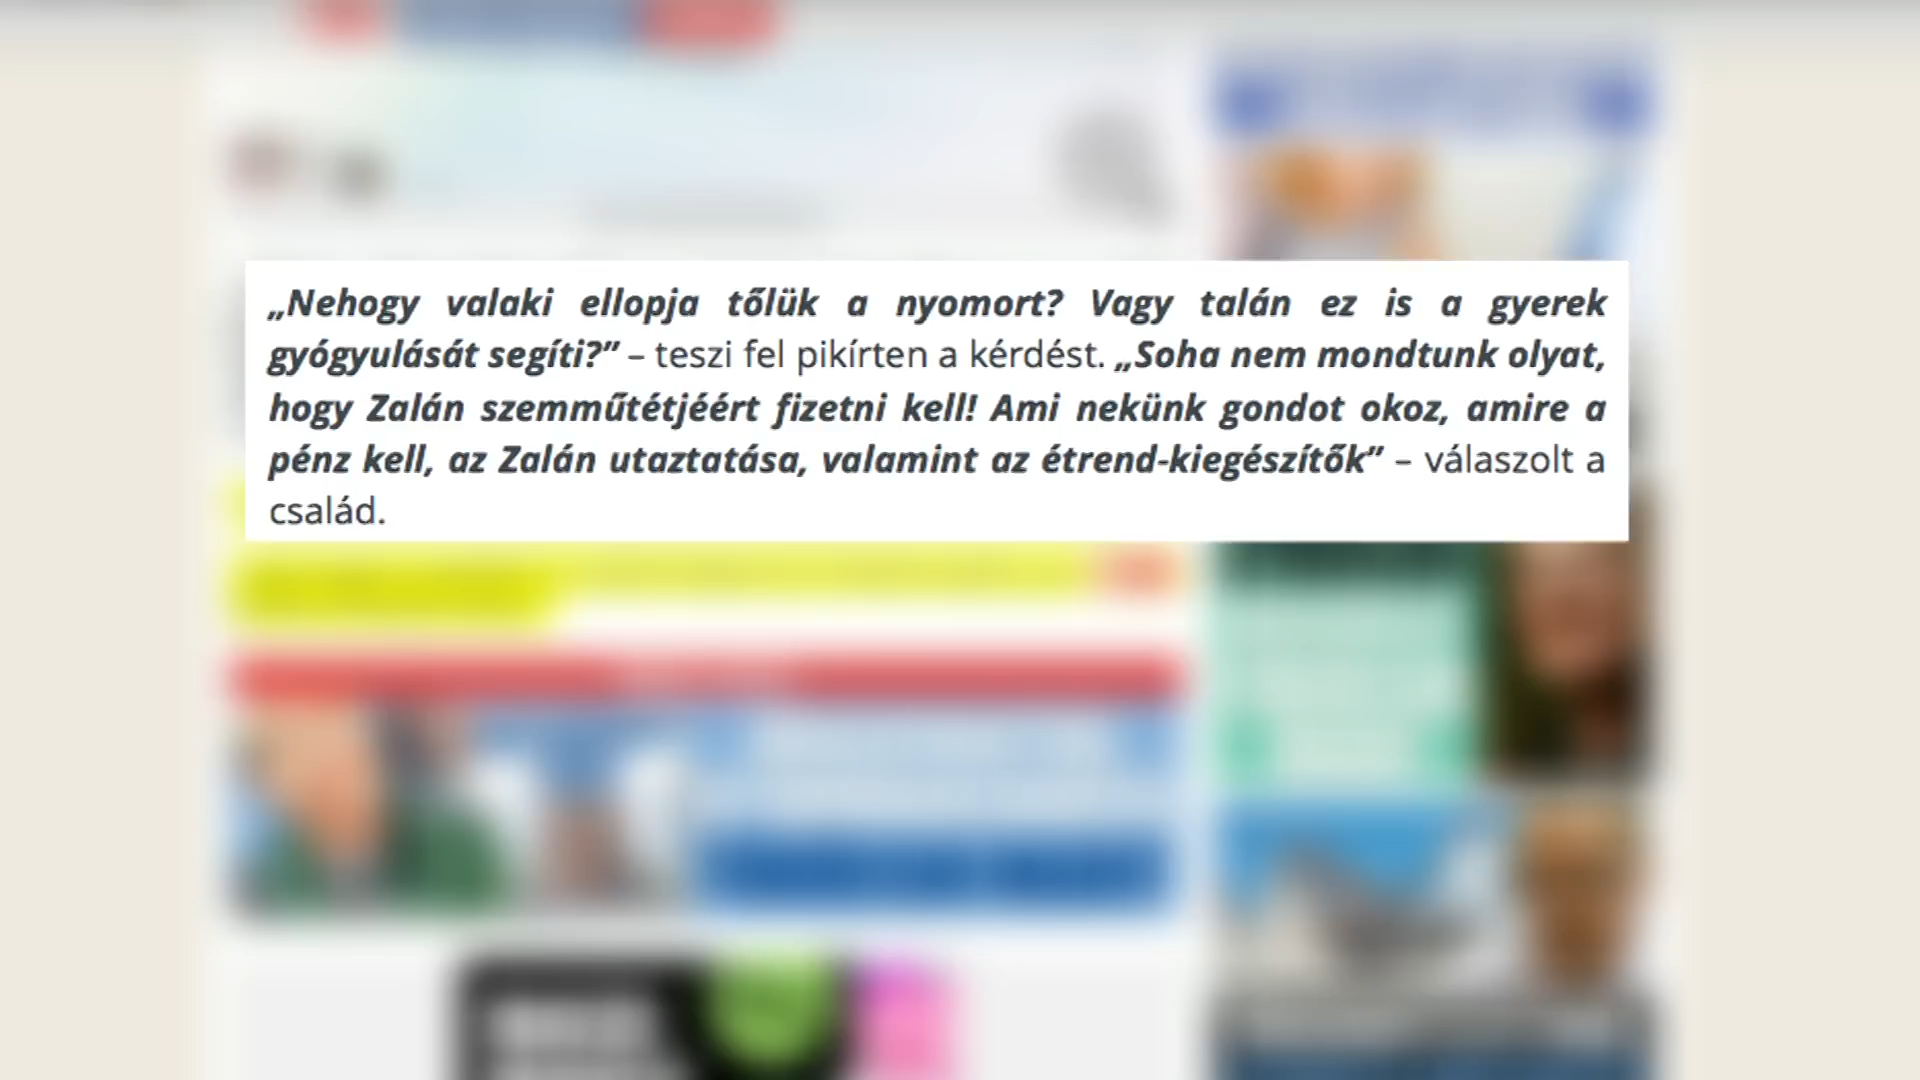 „Nehogy valaki ellopja tőlük a nyomort? Vagy talán ez is a gyerek
gyógyulását segíti?” – teszi fel pikírten a kérdést. „Soha nem mondtunk olyat,
hogy Zalán szemműtétjéért fizetni kell! Ami nekünk gondot okoz, amire a
pénz kell, az Zalán utaztatása, valamint az étrend-kiegészítők” – válaszolt a
család.